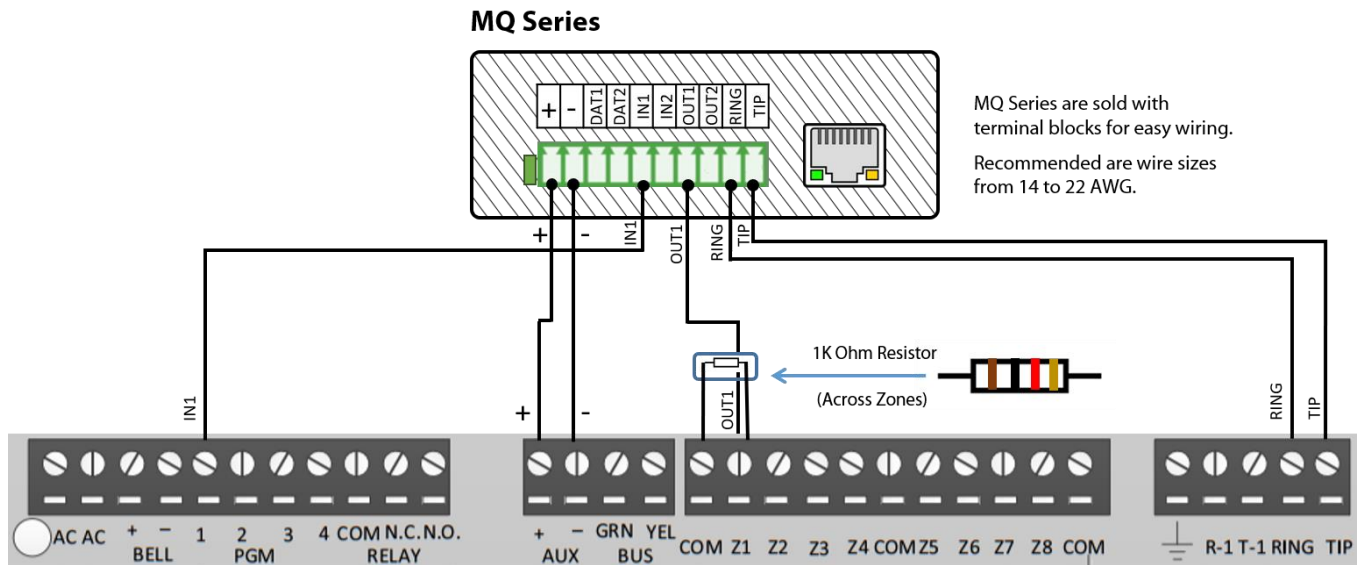 MQ Series
+ - DAT1 DAT2 IN1 IN2 OUT1 OUT2 RING TIP
MQ Series are sold with
terminal blocks for easy wiring.
Recommended are wire sizes
from 14 to 22 AWG.
+ - IN1 OUT1 RING TIP
1K Ohm Resistor
(Across Zones)
IN1
+ -
OUT1
RING
TIP
AC AC + - 1 2 3 4 COM N.C. N.O.
BELL PGM RELAY
+ - GRN YEL
AUX BUS
COM Z1 Z2 Z3 Z4 COM Z5 Z6 Z7 Z8 COM
R-1 T-1 RING TIP